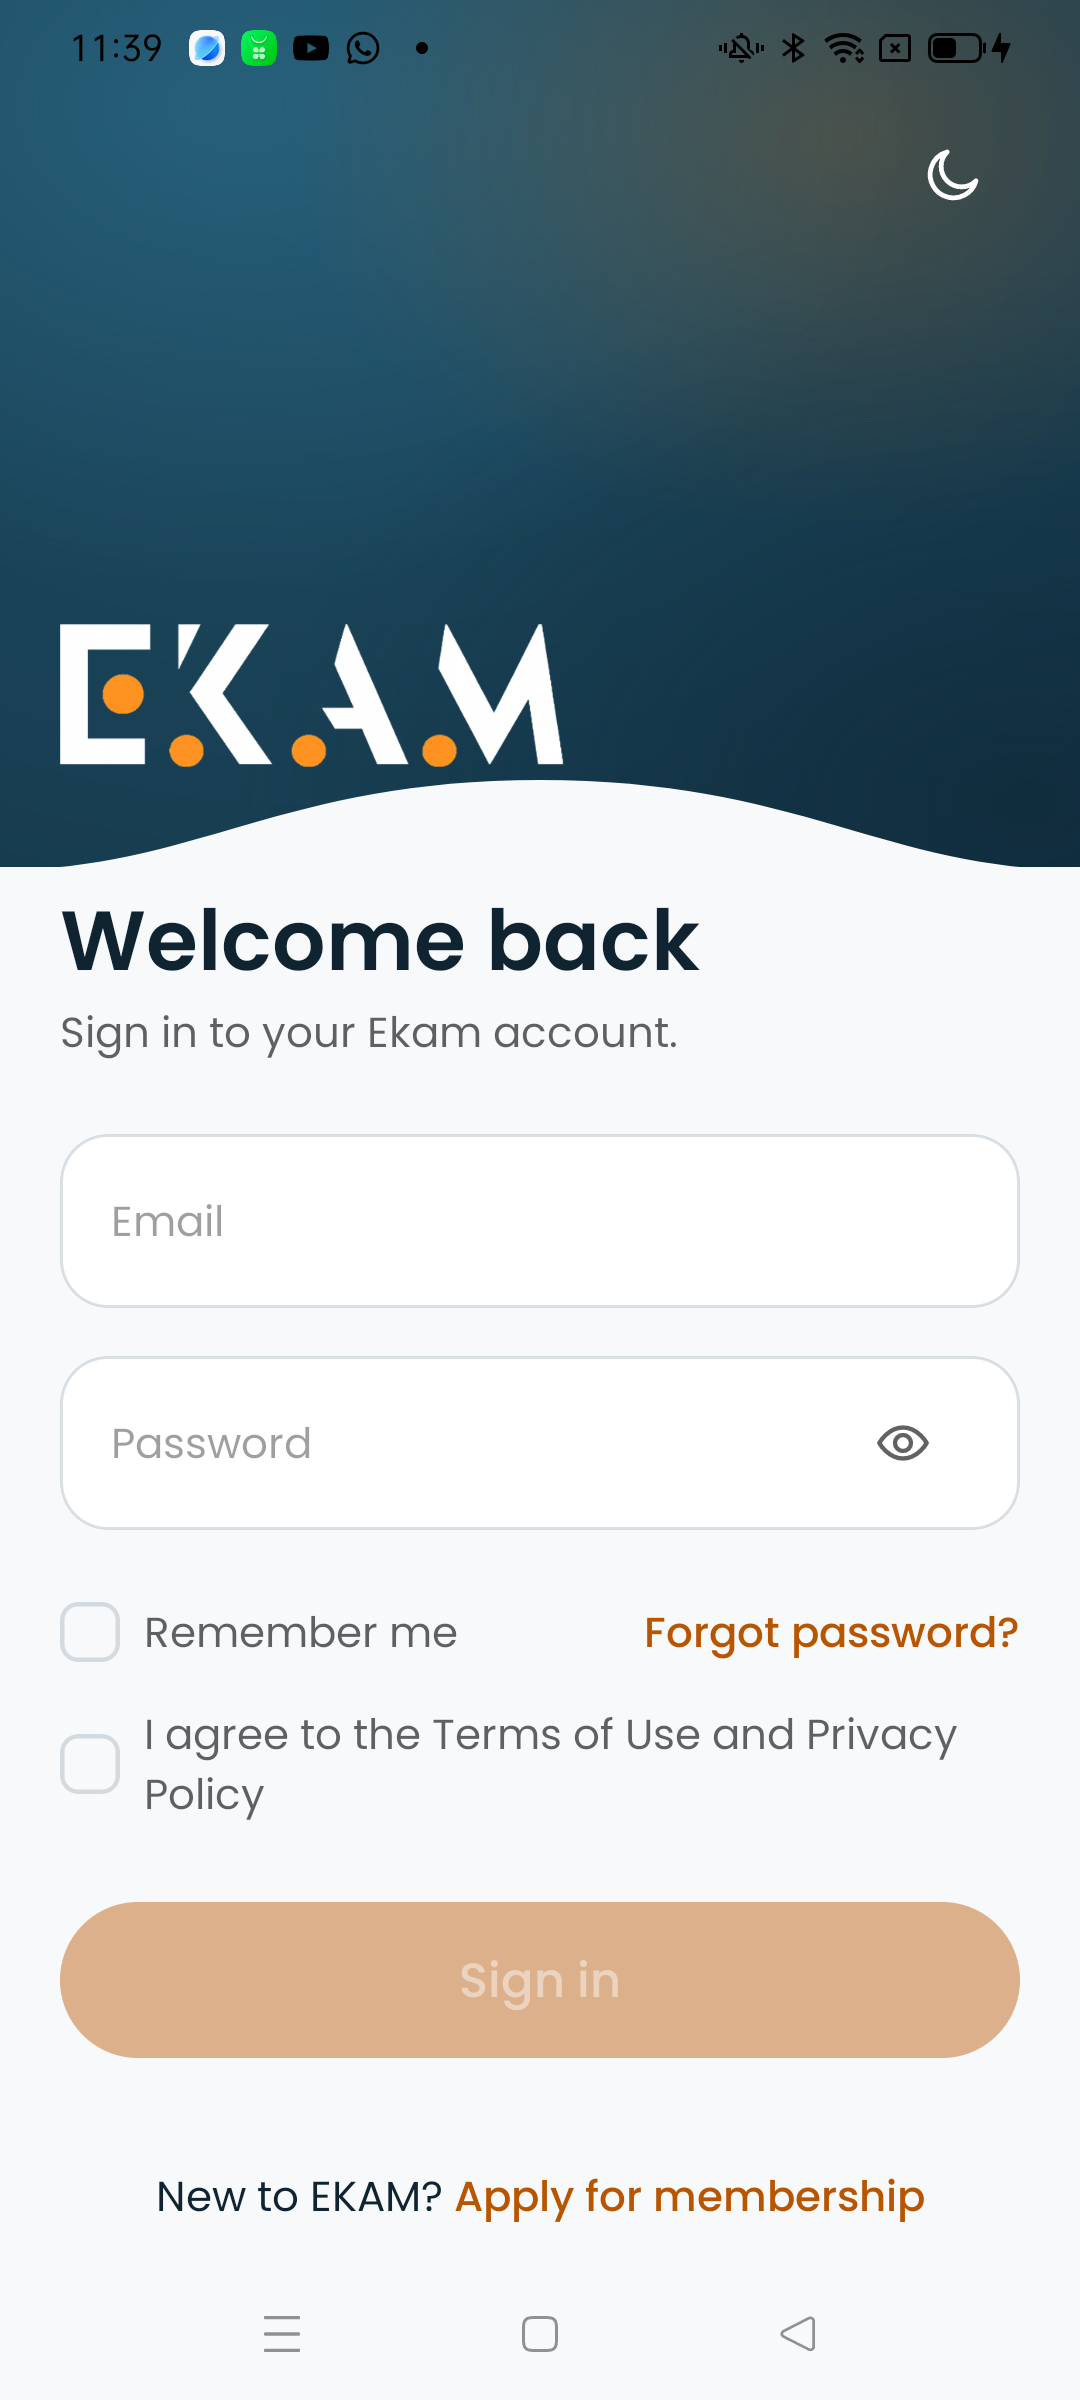 11:39
EKAM
Welcome back
Sign in to your Ekam account.
Email
Password
Remember me
Forgot password?
I agree to the Terms of Use and Privacy
Policy
Sign in
New to EKAM? Apply for membership